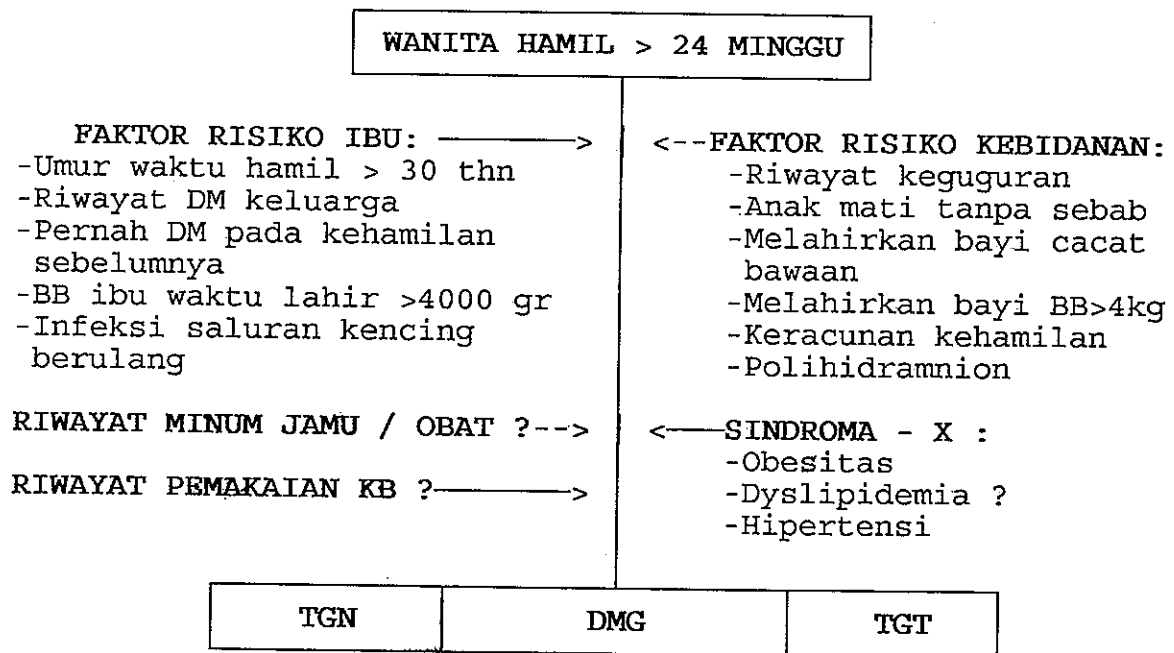 WANITA HAMIL > 24 MINGGU
FAKTOR RISIKO IBU:
-Umur waktu hamil > 30 thn
-Riwayat DM keluarga
-Pernah DM pada kehamilan
sebelumnya
-BB ibu waktu lahir >4000 gr
-Infeksi saluran kencing
berulang
RIWAYAT MINUM JAMU / OBAT ?-->
RIWAYAT PEMAKAIAN KB ?
<--FAKTOR RISIKO KEBIDANAN:
-Riwayat keguguran
-Anak mati tanpa sebab
-Melahirkan bayi cacat
bawaan
-Melahirkan bayi BB>4kg
-Keracunan kehamilan
-Polihidramnion
SINDROMA - X :
-Obesitas
-Dyslipidemia ?
-Hipertensi
TGN
DMG
TGT